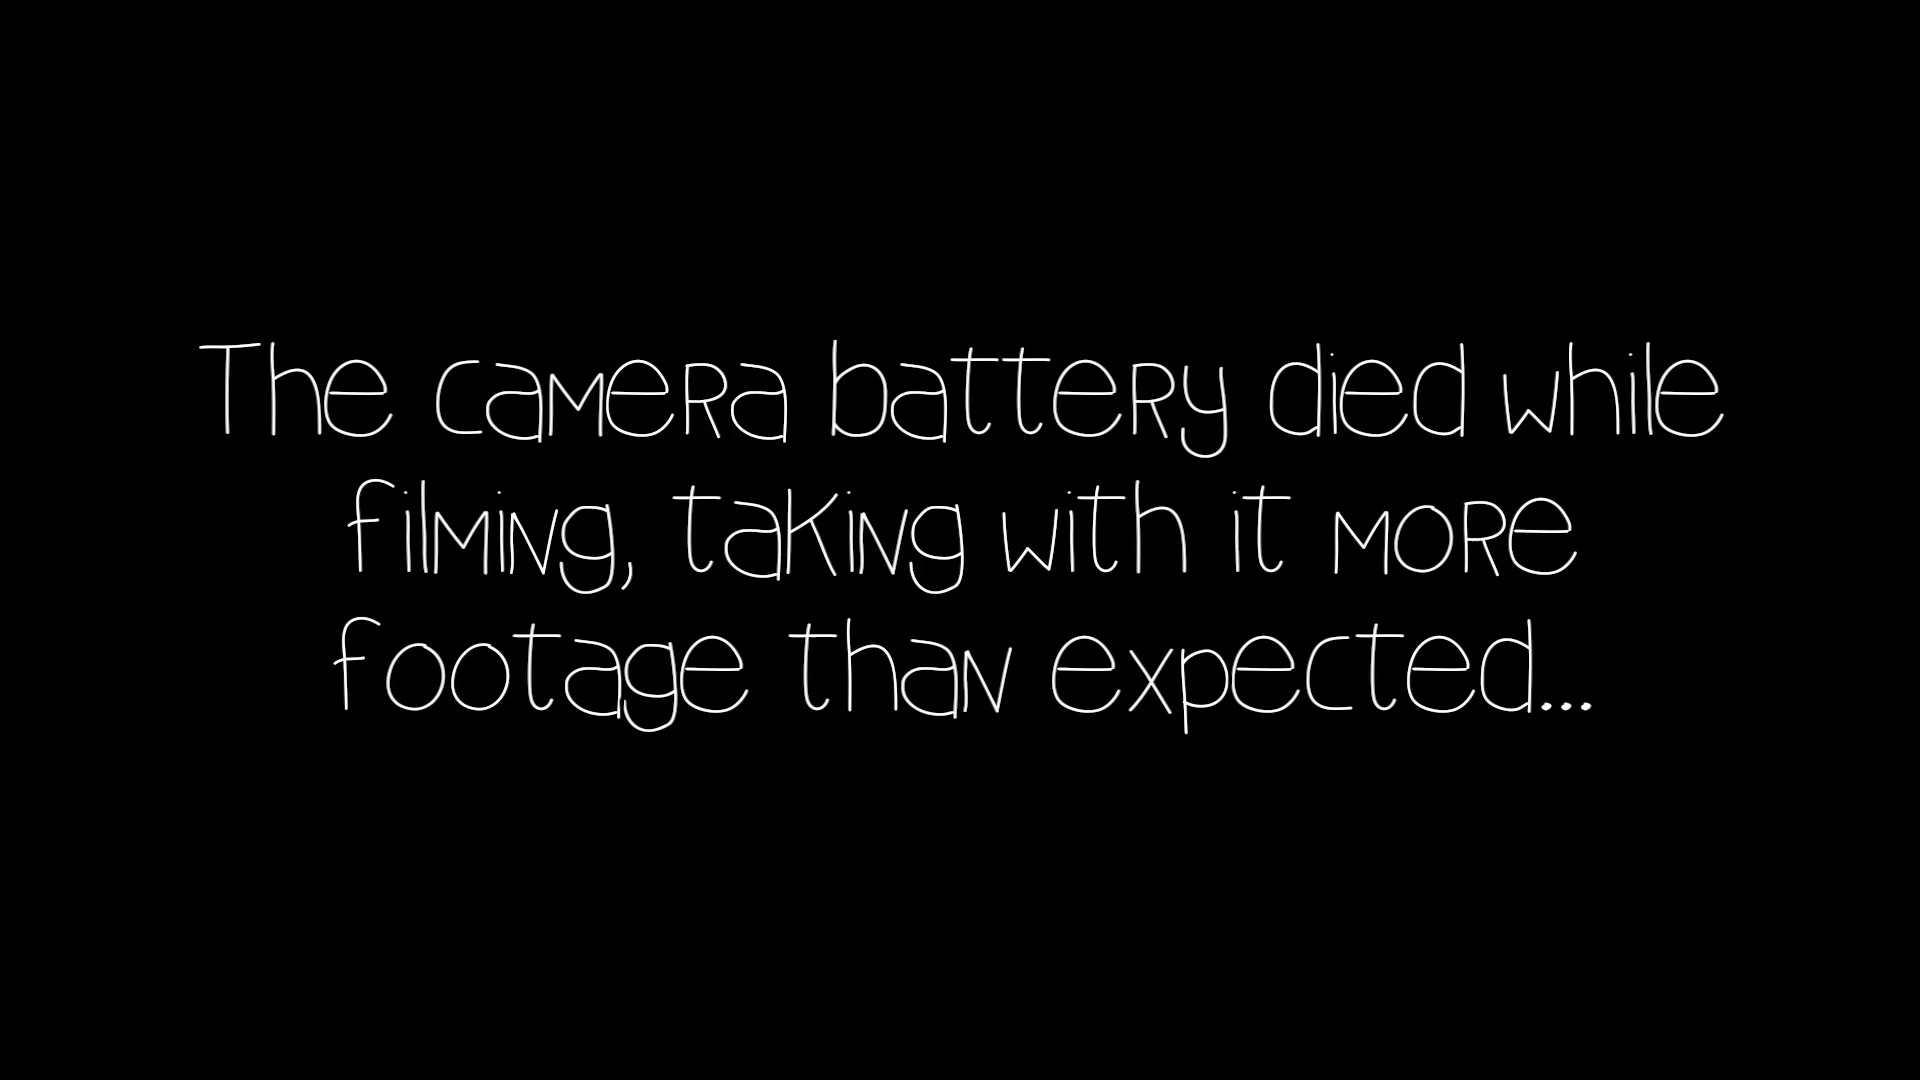 The camera battery died while
filming, taking with it more
footage than expected...